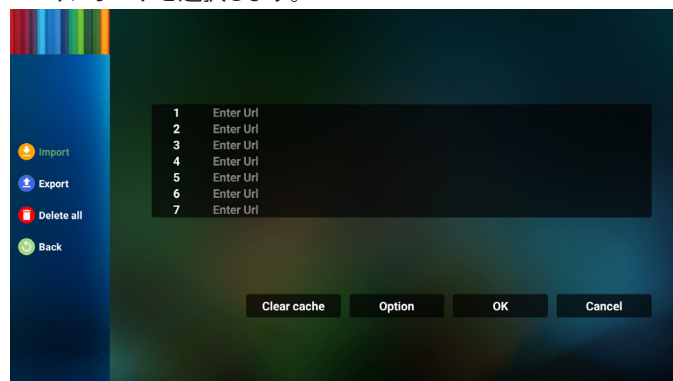 を選択します。
1 Enter Url
2 Enter Url
3 Enter Url
4 Enter Url
5 Enter Url
6 Enter Url
7 Enter Url
Import
Export
Delete all
Back
Clear cache Option OK Cancel